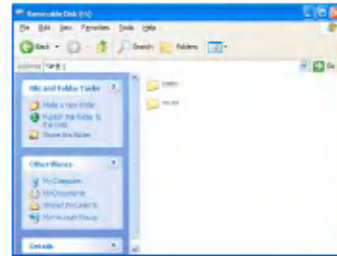 Removable Disk
File Edit View Favorites Tools Help
Back Search Folders
Address Go
File and Folder Tasks
Make a new folder
Publish this folder to the Web
Share this folder
Other Places
My Computer
My Documents
Shared Documents
My Network Places
Details